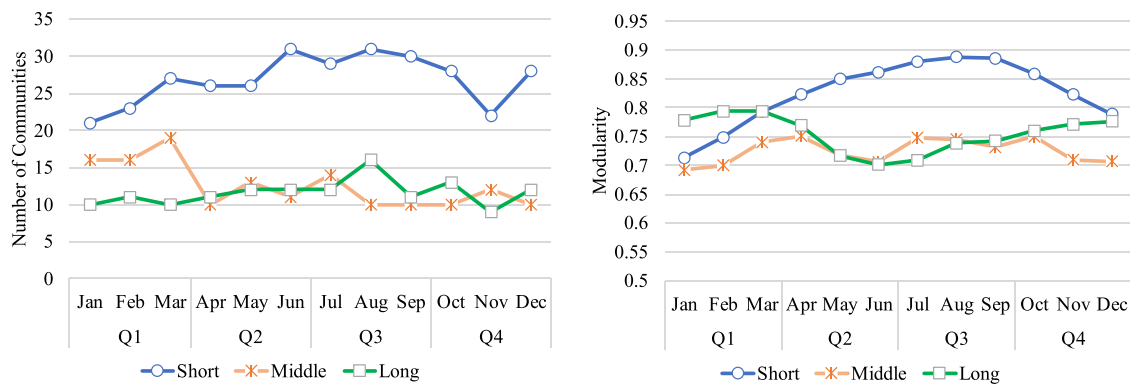 Number of Communities
35
30
25
20
15
10
5
0
Jan Feb Mar Apr May Jun Jul Aug Sep Oct Nov Dec
Q1 Q2 Q3 Q4
Short Middle Long
Modularity
0.95
0.9
0.85
0.8
0.75
0.7
0.65
0.6
0.55
0.5
Jan Feb Mar Apr May Jun Jul Aug Sep Oct Nov Dec
Q1 Q2 Q3 Q4
Short Middle Long